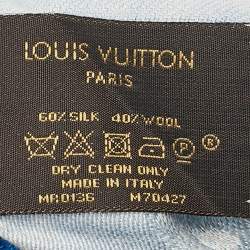 LOUIS VUITTON
PARIS
60% SILK 40% WOOL
DRY CLEAN ONLY
MADE IN ITALY
MR0136 M70427